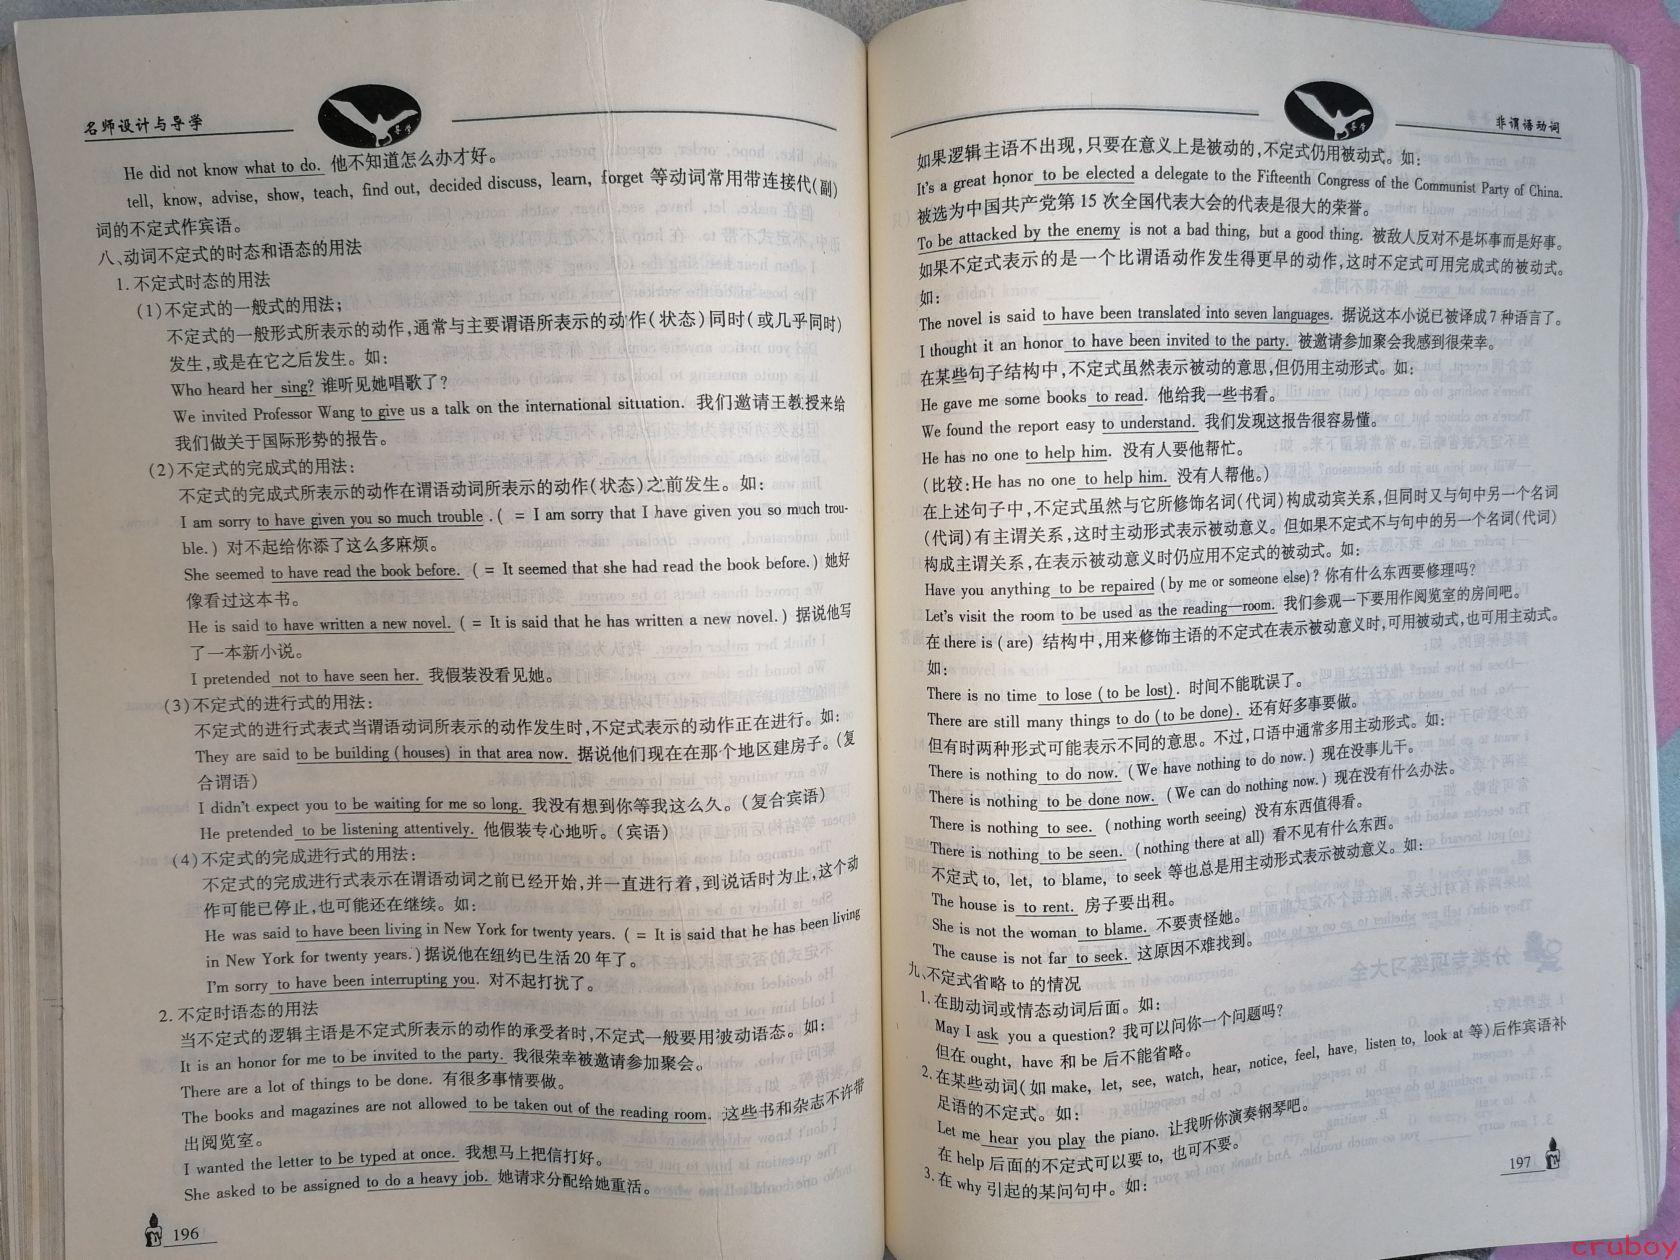 名师设计与导学
He did not know what to do. 他不知道怎么办才好。
tell, know, advise, show, teach, find out, decided discuss, learn, forget 等动词常用带连接代(副)
词的不定式作宾语。
八、动词不定式的时态和语态的用法
1. 不定式时态的用法
(1)不定式的一般式的用法;
不定式的一般形式所表示的动作,通常与主要谓语所表示的动作(状态)同时(或几乎同时)
发生,或是在它之后发生。如:
Who heard her sing? 谁听见她唱歌了?
We invited Professor Wang to give us a talk on the international situation. 我们邀请王教授来给
我们做关于国际形势的报告。
(2)不定式的完成式的用法:
不定式的完成式所表示的动作在谓语动词所表示的动作(状态)之前发生。如:
I am sorry to have given you so much trouble .( = I am sorry that I have given you so much trou-
ble.) 对不起给你添了这么多麻烦。
She seemed to have read the book before. ( = It seemed that she had read the book before.) 她好
像看过这本书。
He is said to have written a new novel. ( = It is said that he has written a new novel.) 据说他写
了一本新小说。
I pretended not to have seen her. 我假装没看见她。
(3)不定式的进行式的用法:
不定式的进行式表式当谓语动词所表示的动作发生时,不定式表示的动作正在进行。如:
They are said to be building (houses) in that area now. 据说他们现在在那个地区建房子。(复
合谓语)
I didn't expect you to be waiting for me so long. 我没有想到你等我这么久。(复合宾语)
He pretended to be listening attentively. 他假装专心地听。(宾语)
(4)不定式的完成进行式的用法:
不定式的完成进行式表示在谓语动词之前已经开始,并一直进行着,到说话时为止,这个动
作可能已停止,也可能还在继续。如:
He was said to have been living in New York for twenty years. ( = It is said that he has been living
in New York for twenty years.)据说他在纽约已生活20年了。
I'm sorry to have been interrupting you. 对不起打扰了。
2. 不定时语态的用法
当不定式的逻辑主语是不定式所表示的动作的承受者时,不定式一般要用被动语态。如:
It is an honor for me to be invited to the party. 我很荣幸被邀请参加聚会。
There are a lot of things to be done. 有很多事情要做。
The books and magazines are not allowed to be taken out of the reading room. 这些书和杂志不许带
出阅览室。
I wanted the letter to be typed at once. 我想马上把信打好。
She asked to be assigned to do a heavy job. 她请求分配给她重活。
196
非谓语动词
如果逻辑主语不出现,只要在意义上是被动的,不定式仍用被动式。如:
It's a great honor to be elected a delegate to the Fifteenth Congress of the Communist Party of China.
被选为中国共产党第15次全国代表大会的代表是很大的荣誉。
To be attacked by the enemy is not a bad thing, but a good thing. 被敌人反对不是坏事而是好事。
如果不定式表示的是一个比谓语动作发生得更早的动作,这时不定式可用完成式的被动式。
如:
The novel is said to have been translated into seven languages. 据说这本小说已被译成7种语言了。
I thought it an honor to have been invited to the party. 被邀请参加聚会我感到很荣幸。
在某些句子结构中,不定式虽然表示被动的意思,但仍用主动形式。如:
He gave me some books to read. 他给我一些书看。
We found the report easy to understand. 我们发现这报告很容易懂。
He has no one to help him. 没有人要他帮忙。
(比较:He has no one to help him. 没有人帮他。)
在上述句子中,不定式虽然与它所修饰名词(代词)构成动宾关系,但同时又与句中另一个名词
(代词)有主谓关系,这时主动形式表示被动意义。但如果不定式不与句中的另一个名词(代词)
构成主谓关系,在表示被动意义时仍应用不定式的被动式。如:
Have you anything to be repaired (by me or someone else)? 你有什么东西要修理吗?
Let's visit the room to be used as the reading—room. 我们参观一下要用作阅览室的房间吧。
在 there is (are) 结构中,用来修饰主语的不定式在表示被动意义时,可用被动式,也可用主动式。
如:
There is no time to lose (to be lost). 时间不能耽误了。
There are still many things to do (to be done). 还有好多事要做。
但有时两种形式可能表示不同的意思。不过,口语中通常多用主动形式。如:
There is nothing to do now. (We have nothing to do now.) 现在没事儿干。
There is nothing to be done now. (We can do nothing now.) 现在没有什么办法。
There is nothing to see. (nothing worth seeing) 没有东西值得看。
There is nothing to be seen. (nothing there at all) 看不见有什么东西。
不定式 to, let, to blame, to seek 等也总是用主动形式表示被动意义。如:
The house is to rent. 房子要出租。
She is not the woman to blame. 不要责怪她。
The cause is not far to seek. 这原因不难找到。
九、不定式省略 to 的情况
1. 在助动词或情态动词后面。如:
May I ask you a question? 我可以问你一个问题吗?
但在 ought, have 和 be 后不能省略。
2. 在某些动词(如 make, let, see, watch, hear, notice, feel, have, listen to, look at 等)后作宾语补
足语的不定式。如:
Let me hear you play the piano. 让我听你演奏钢琴吧。
在 help 后面的不定式可以要 to, 也可不要。
3. 在 why 引起的某问句中。如:
197
cruboy